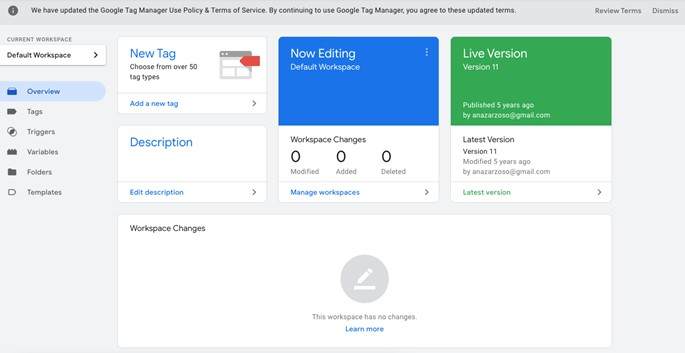 We have updated the Google Tag Manager Use Policy & Terms of Service. By continuing to use Google Tag Manager, you agree to these updated terms.
Review Terms
Dismiss
CURRENT WORKSPACE
Default Workspace
Overview
Tags
Triggers
Variables
Folders
Templates
New Tag
Choose from over 50
tag types
Add a new tag
Description
Edit description
Now Editing
Default Workspace
Workspace Changes
0 0 0
Modified Added Deleted
Manage workspaces
Live Version
Version 11
Published 5 years ago
by anazarzoso@gmail.com
Latest Version
Version 11
Modified 5 years ago
by anazarzoso@gmail.com
Latest version
Workspace Changes
This workspace has no changes.
Learn more